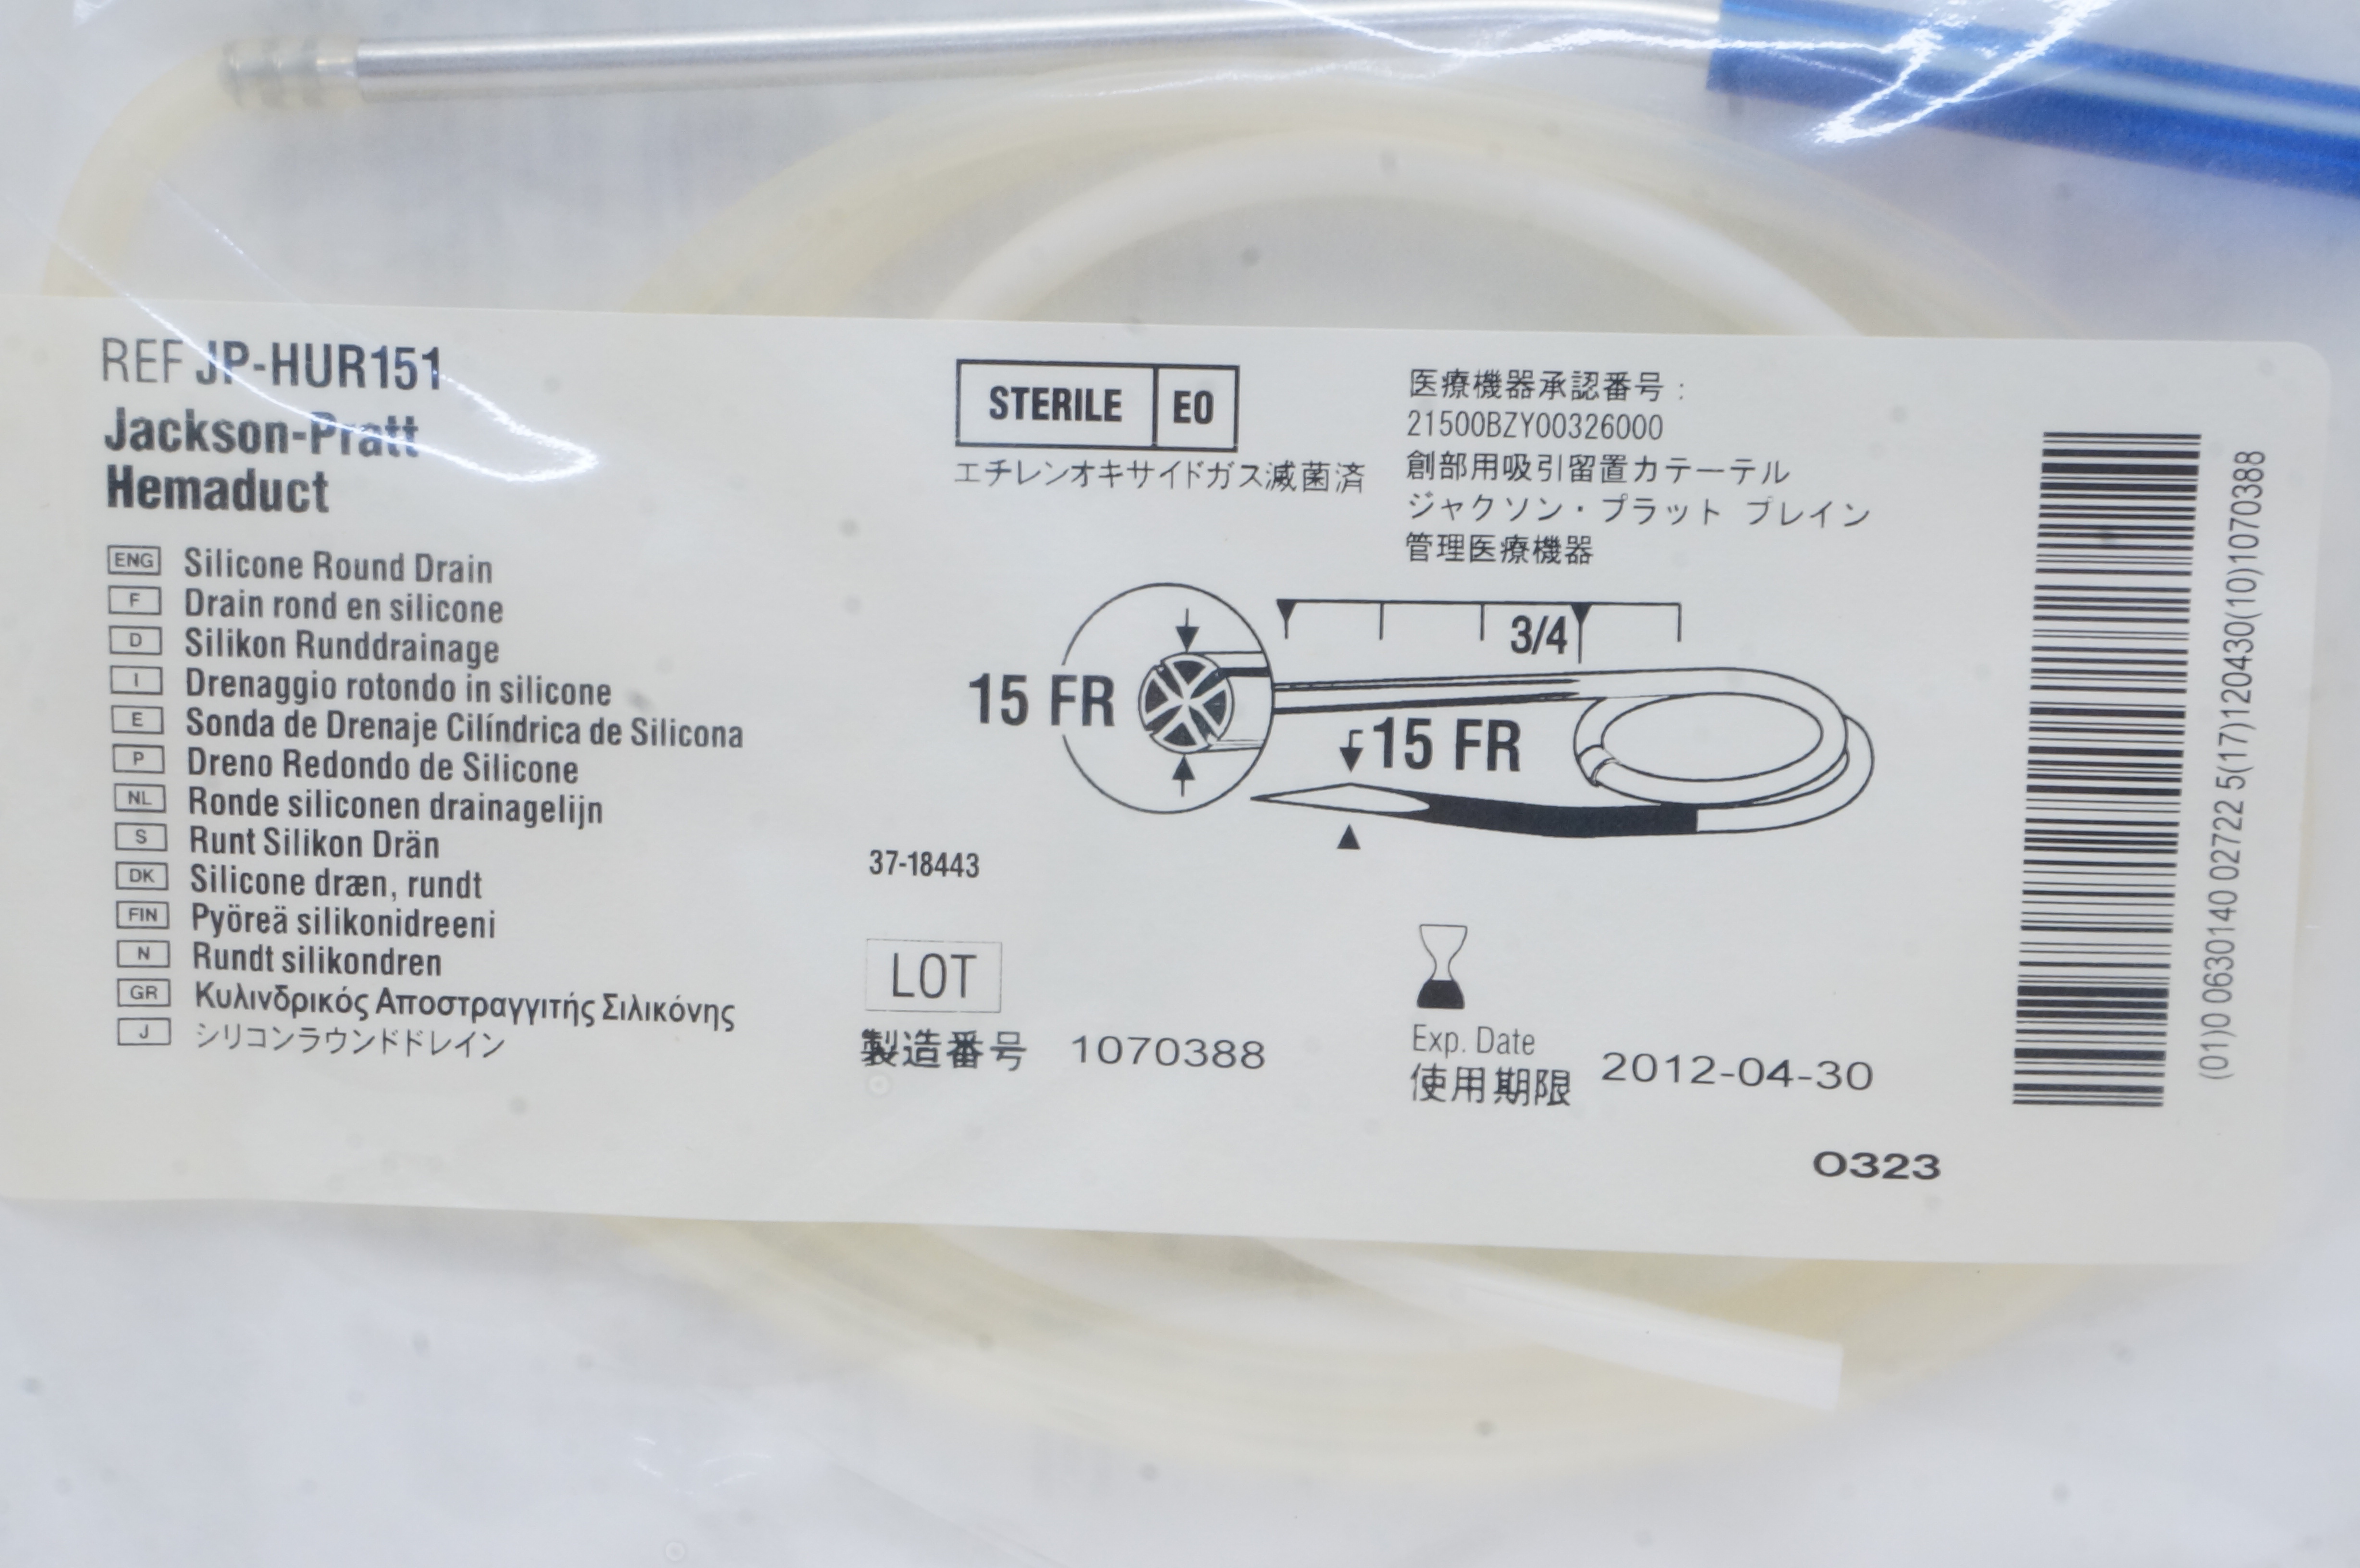 REF JP-HUR151
Jackson-Pratt
Hemaduct
ENG Silicone Round Drain
F Drain rond en silicone
D Silikon Runddrainage
I Drenaggio rotondo in silicone
E Sonda de Drenaje Cilíndrica de Silicona
P Dreno Redondo de Silicone
NL Ronde siliconen drainagelijn
S Runt Silikon Drän
DK Silicone dræn, rundt
FIN Pyöreä silikonidreeni
N Rundt silikondren
GR Κυλινδρικός Αποστραγγιτής Σιλικόνης
J シリコンラウンドドレイン
STERILE EO
エチレンオキサイドガス滅菌済
医療機器承認番号 :
21500BZY00326000
創部用吸引留置カテーテル
ジャクソン・プラット ブレイン
管理医療機器
3/4
15 FR
15 FR
37-18443
LOT
製造番号 1070388
Exp. Date
使用期限 2012-04-30
0323
(01)0 0630140 02722 5(17)120430(10)1070388